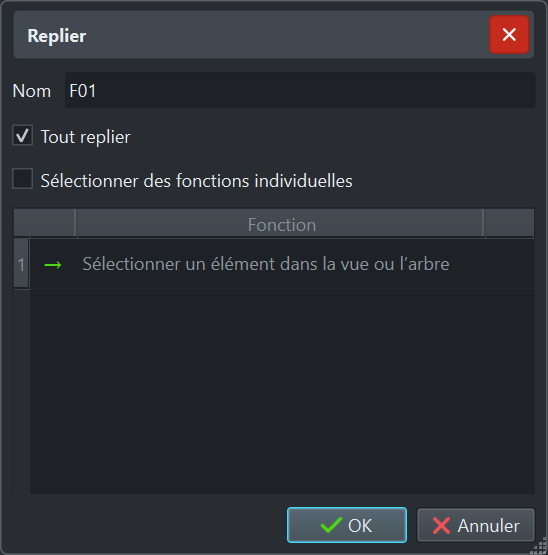 Replier
Nom F01
Tout replier
Sélectionner des fonctions individuelles
Fonction
1 → Sélectionner un élément dans la vue ou l’arbre
OK Annuler